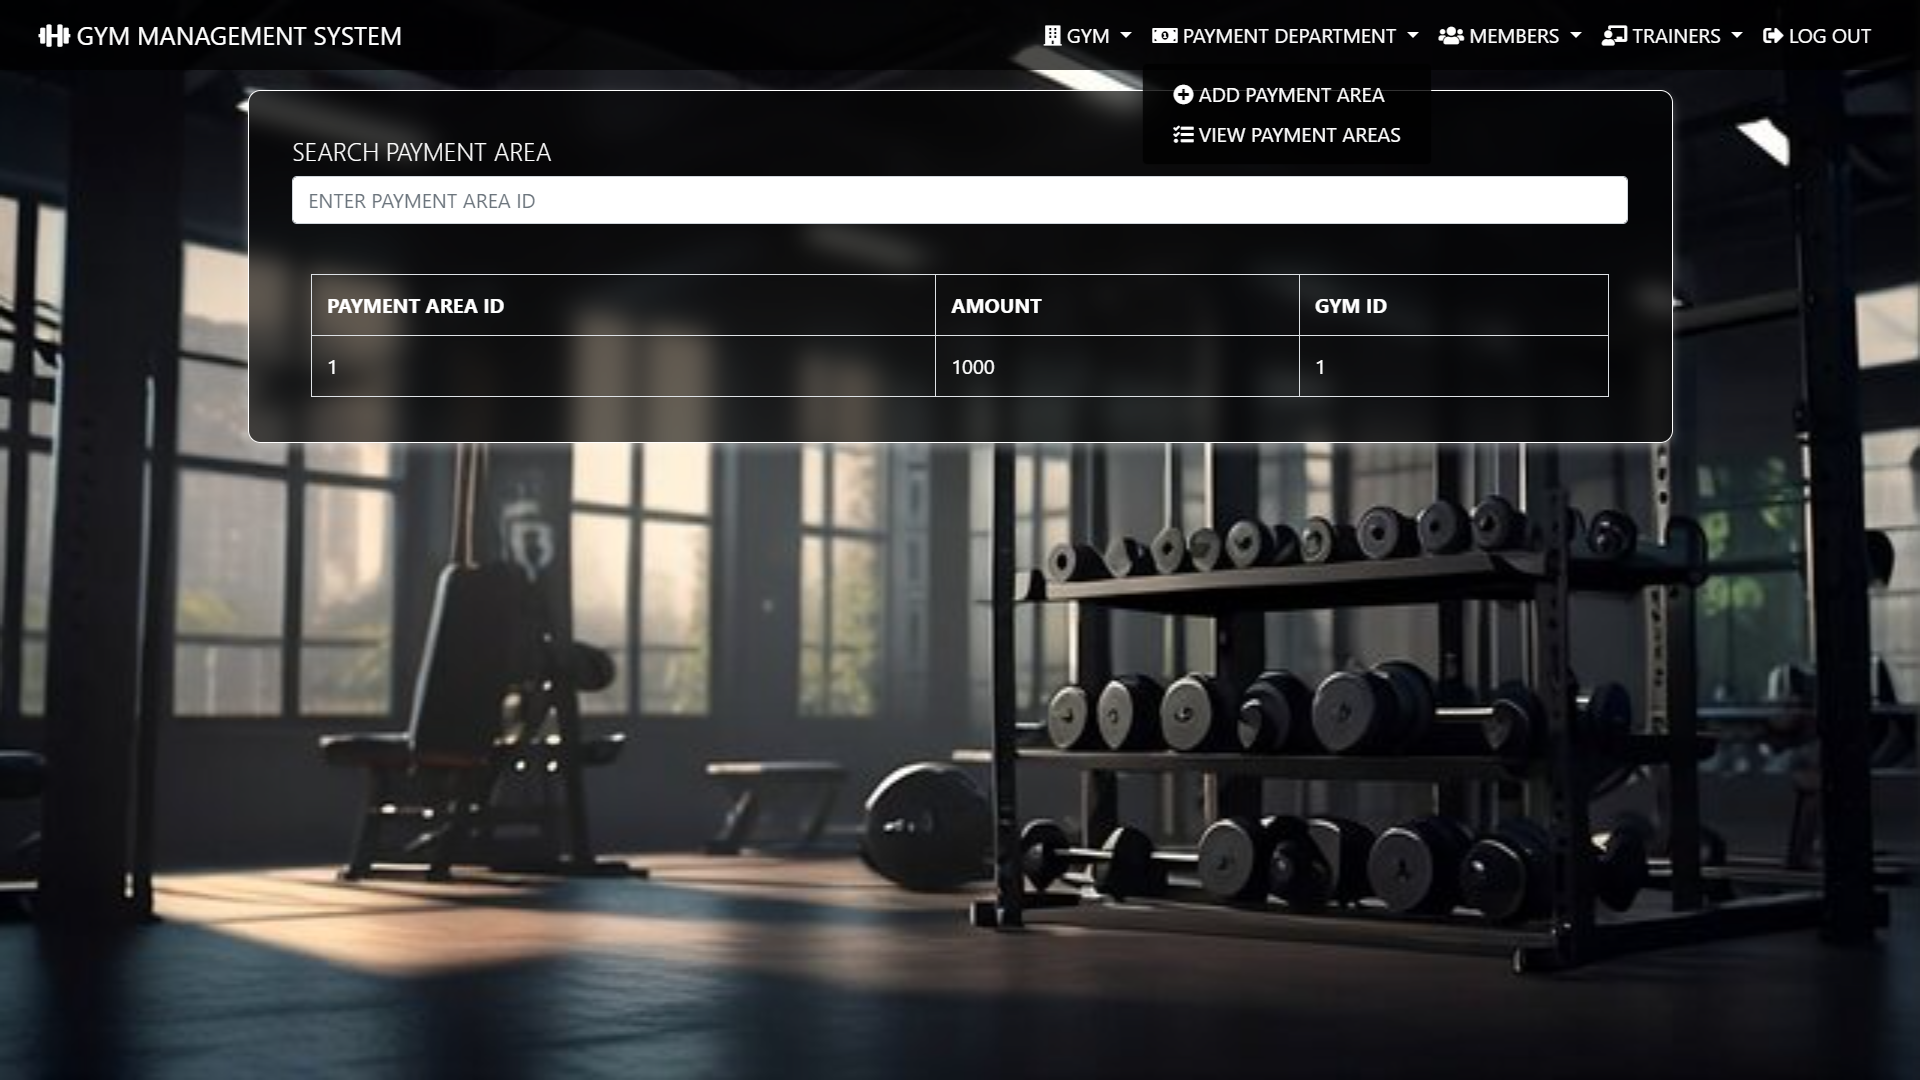 GYM MANAGEMENT SYSTEM
GYM
PAYMENT DEPARTMENT
MEMBERS
TRAINERS
LOG OUT
ADD PAYMENT AREA
VIEW PAYMENT AREAS
SEARCH PAYMENT AREA
ENTER PAYMENT AREA ID
PAYMENT AREA ID AMOUNT GYM ID
1 1000 1